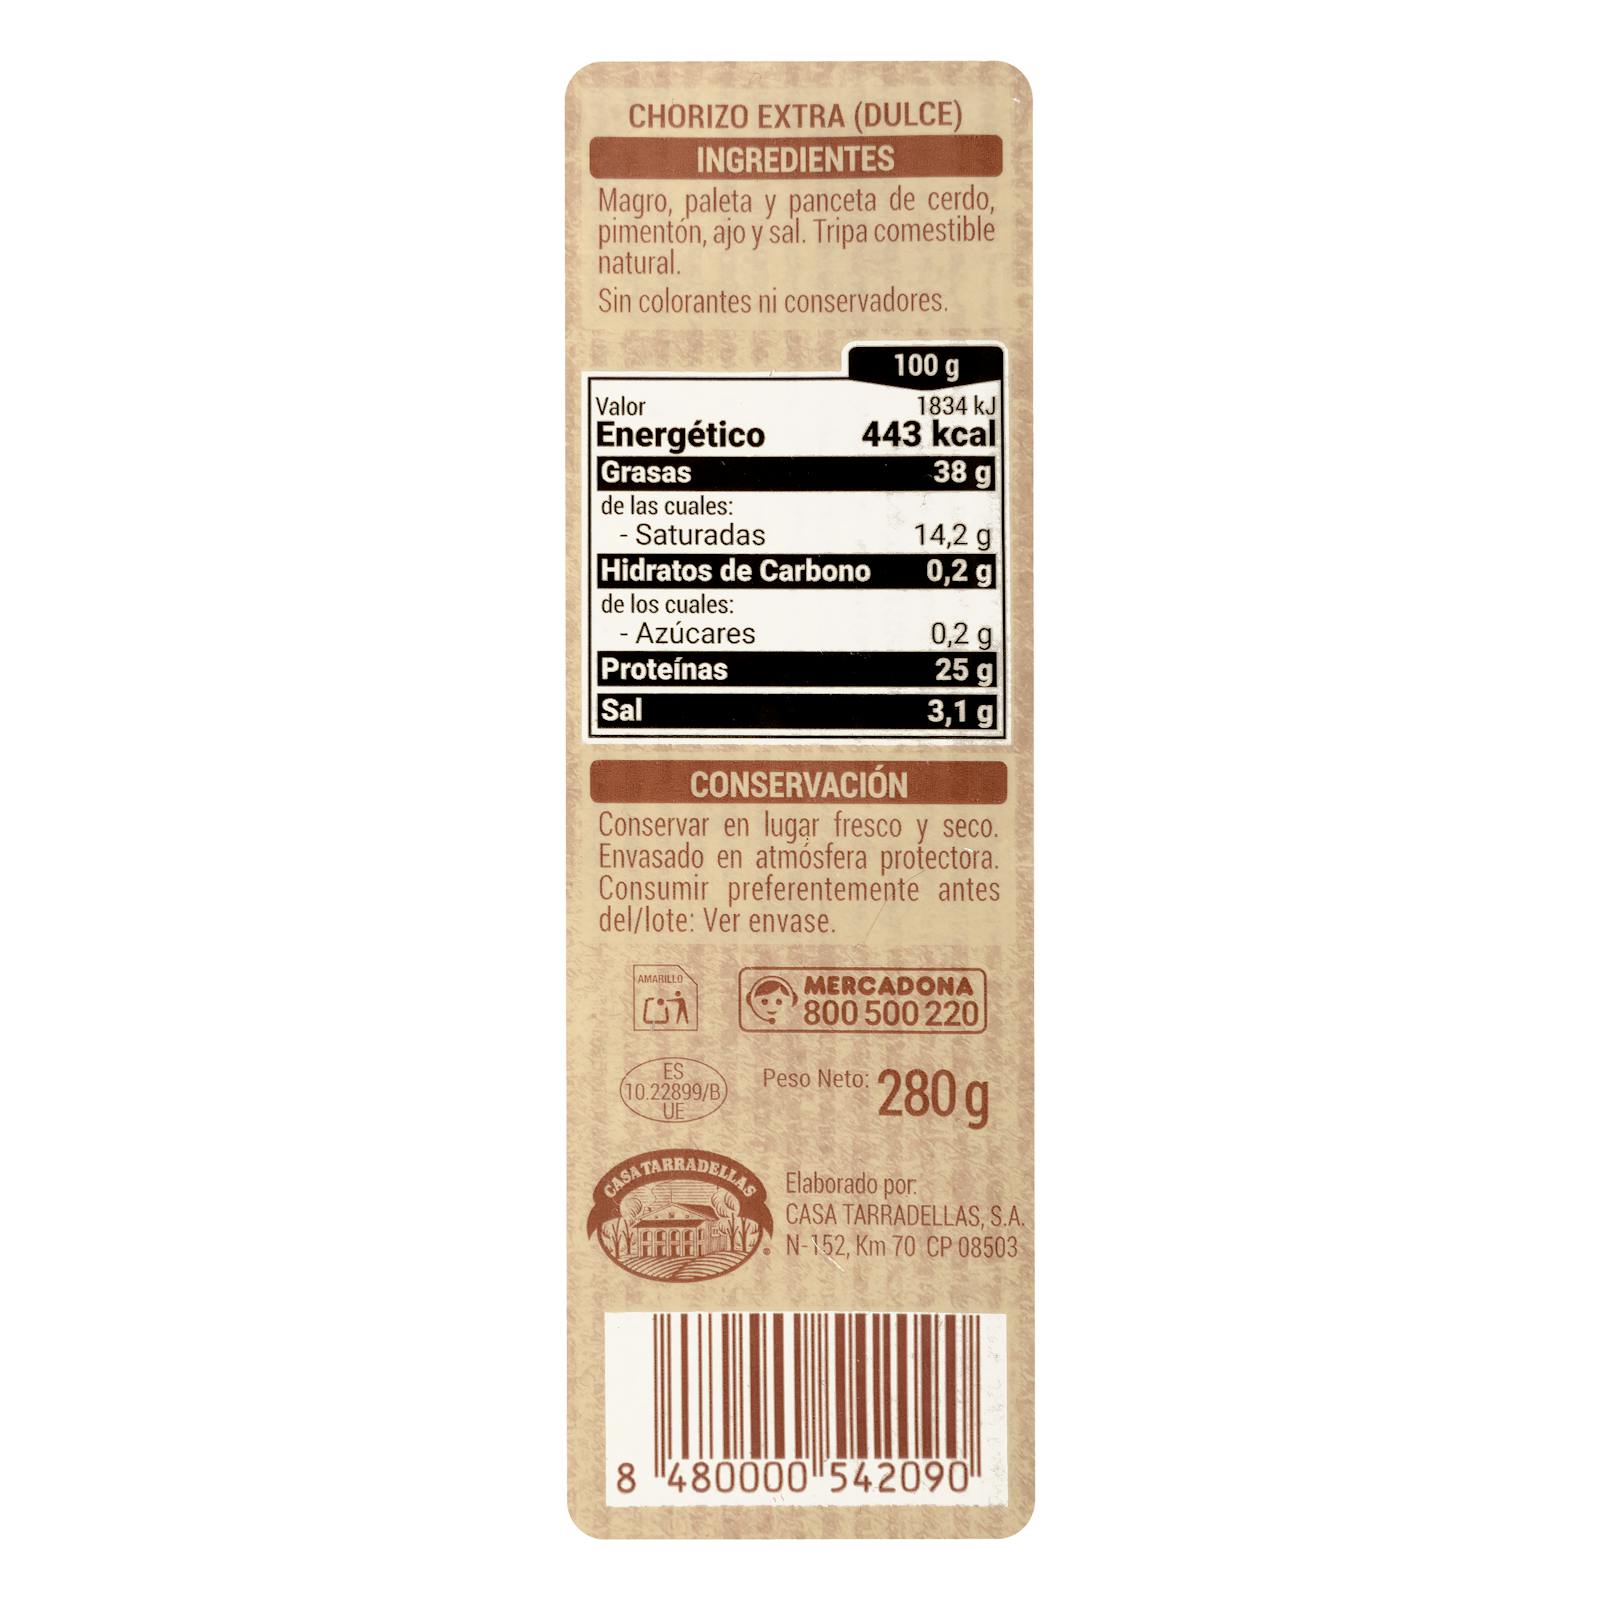 CHORIZO EXTRA (DULCE)
INGREDIENTES
Magro, paleta y panceta de cerdo,
pimentón, ajo y sal. Tripa comestible
natural.
Sin colorantes ni conservadores.
100 g
Valor 1834 kJ
Energético 443 kcal
Grasas 38 g
de las cuales:
- Saturadas 14,2 g
Hidratos de Carbono 0,2 g
de los cuales:
- Azúcares 0,2 g
Proteínas 25 g
Sal 3,1 g
CONSERVACIÓN
Conservar en lugar fresco y seco.
Envasado en atmósfera protectora.
Consumir preferentemente antes
del/lote: Ver envase.
AMARILLO
MERCADONA
800 500 220
ES
10.22899/B
UE
Peso Neto: 280 g
CASA TARRADELLAS
®
Elaborado por:
CASA TARRADELLAS, S.A.
N-152, Km 70 CP 08503
8 480000 542090